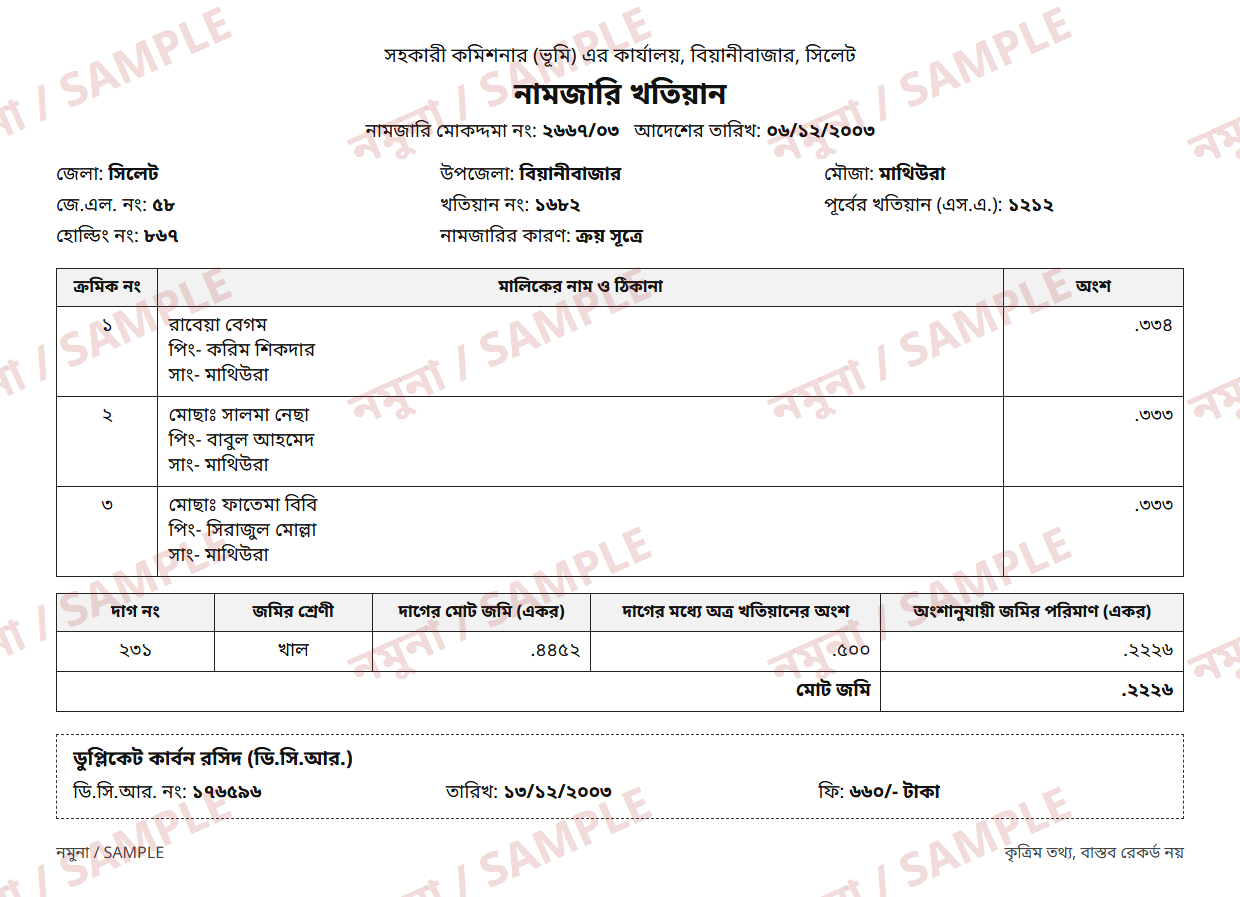 সহকারী কমিশনার (ভূমি) এর কার্যালয়, বিয়ানীবাজার, সিলেট
নামজারি খতিয়ান
নামজারি মোকদ্দমা নং: ২৬৬৭/০৩ আদেশের তারিখ: ০৬/১২/২০০৩
জেলা: সিলেট উপজেলা: বিয়ানীবাজার মৌজা: মাথিউরা
জে.এল. নং: ৫৮ খতিয়ান নং: ১৬৮২ পূর্বের খতিয়ান (এস.এ.): ১২১২
হোল্ডিং নং: ৮৬৭ নামজারির কারণ: ক্রয় সূত্রে
ক্রমিক নং মালিকের নাম ও ঠিকানা অংশ
১ রাবেয়া বেগম .৩৩৪
পিং- করিম শিকদার
সাং- মাথিউরা
২ মোছাঃ সালমা নেছা .৩৩৩
পিং- বাবুল আহমেদ
সাং- মাথিউরা
৩ মোছাঃ ফাতেমা বিবি .৩৩৩
পিং- সিরাজুল মোল্লা
সাং- মাথিউরা
দাগ নং জমির শ্রেণী দাগের মোট জমি (একর) দাগের মধ্যে অত্র খতিয়ানের অংশ অংশানুযায়ী জমির পরিমাণ (একর)
২৩১ খাল .৪৪৫২ .৫০০ .২২২৬
মোট জমি .২২২৬
ডুপ্লিকেট কার্বন রসিদ (ডি.সি.আর.)
ডি.সি.আর. নং: ১৭৬৫৯৬ তারিখ: ১৩/১২/২০০৩ ফি: ৬৬০/- টাকা
নমুনা / SAMPLE কৃত্রিম তথ্য, বাস্তব রেকর্ড নয়